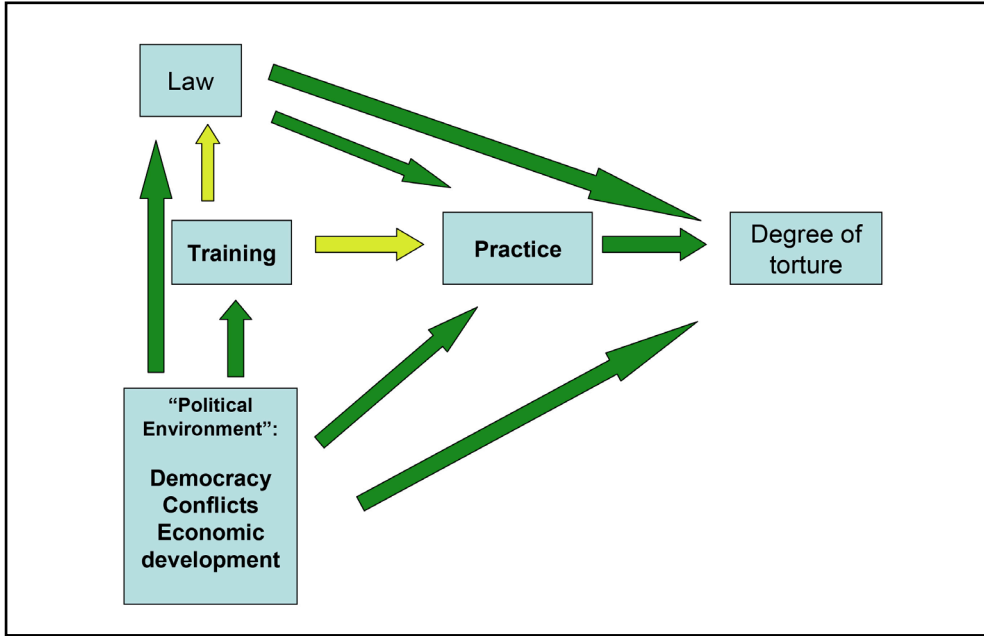 Law
Training
Practice
Degree of
torture
“Political
Environment”:
Democracy
Conflicts
Economic
development